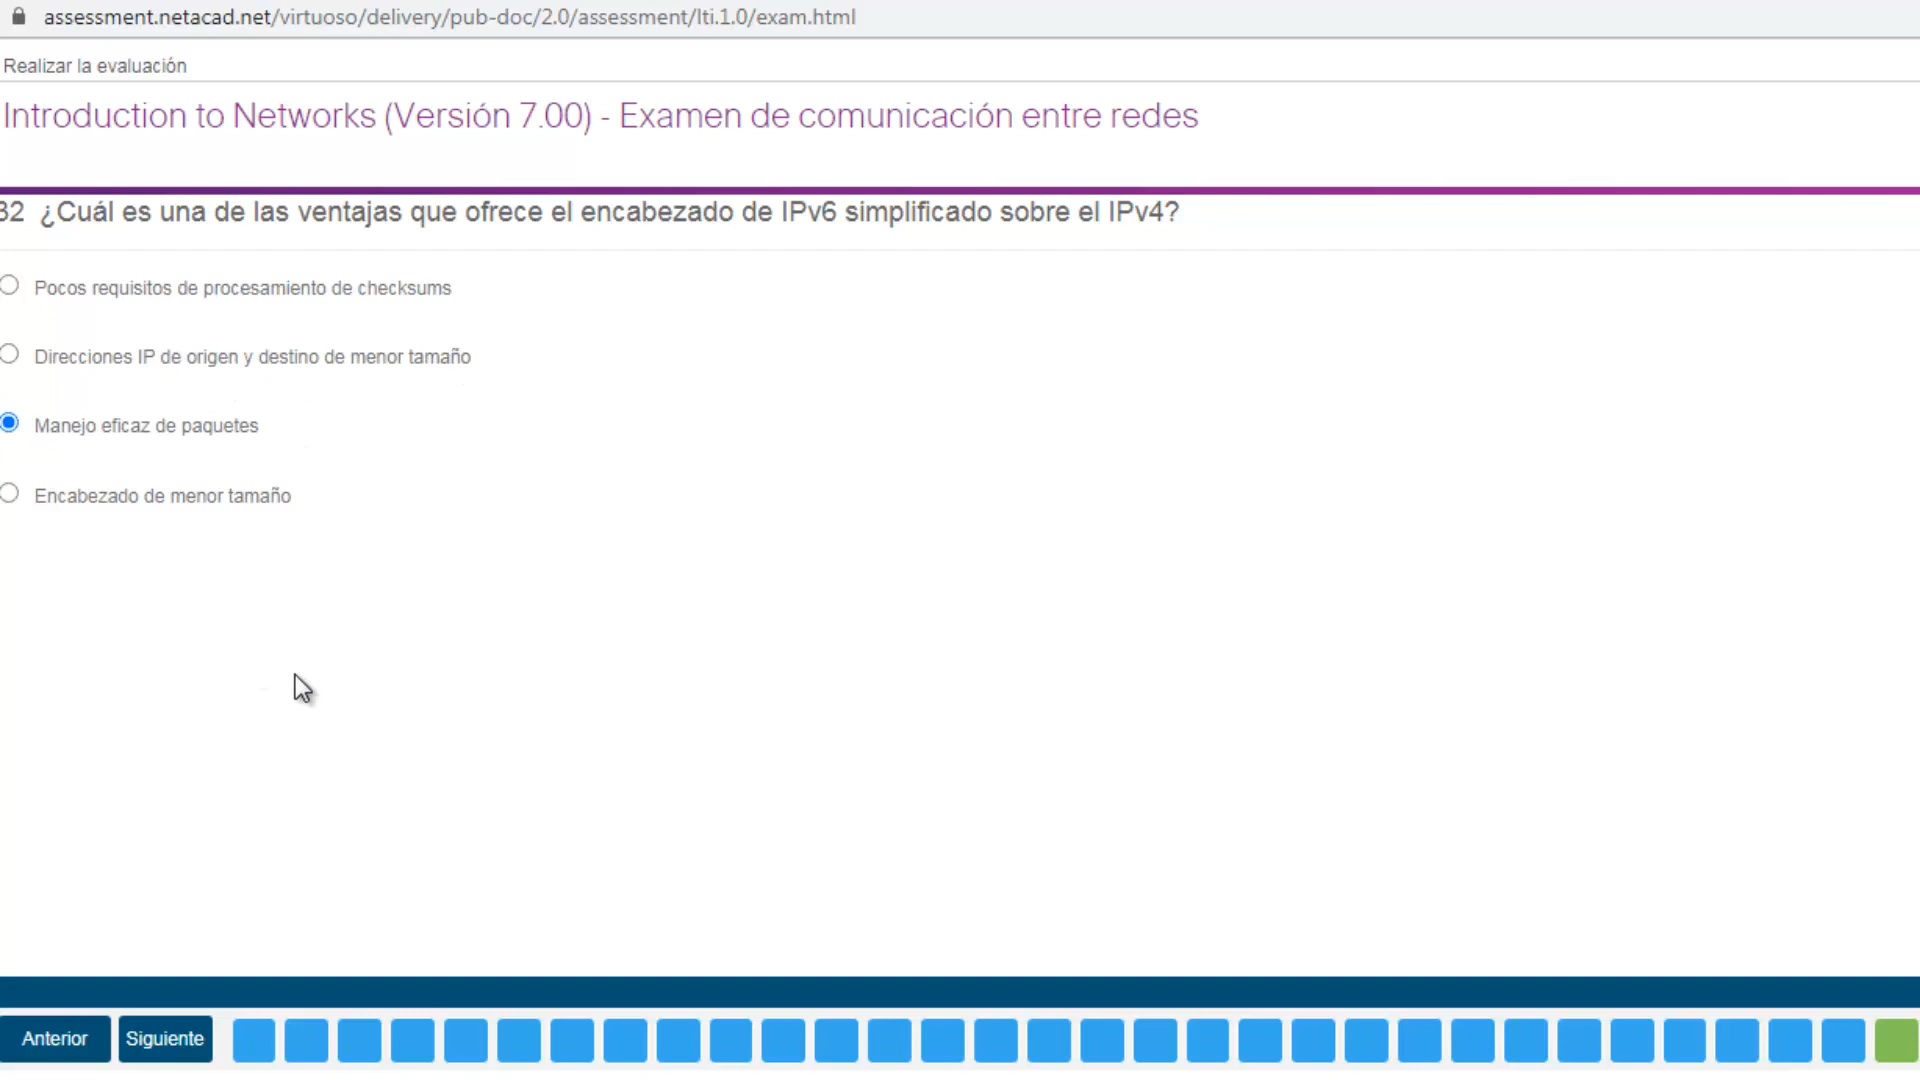 assessment.netacad.net/virtuoso/delivery/pub-doc/2.0/assessment/lti.1.0/exam.html
Realizar la evaluación
Introduction to Networks (Versión 7.00) - Examen de comunicación entre redes
32 ¿Cuál es una de las ventajas que ofrece el encabezado de IPv6 simplificado sobre el IPv4?
Pocos requisitos de procesamiento de checksums
Direcciones IP de origen y destino de menor tamaño
Manejo eficaz de paquetes
Encabezado de menor tamaño
Anterior Siguiente